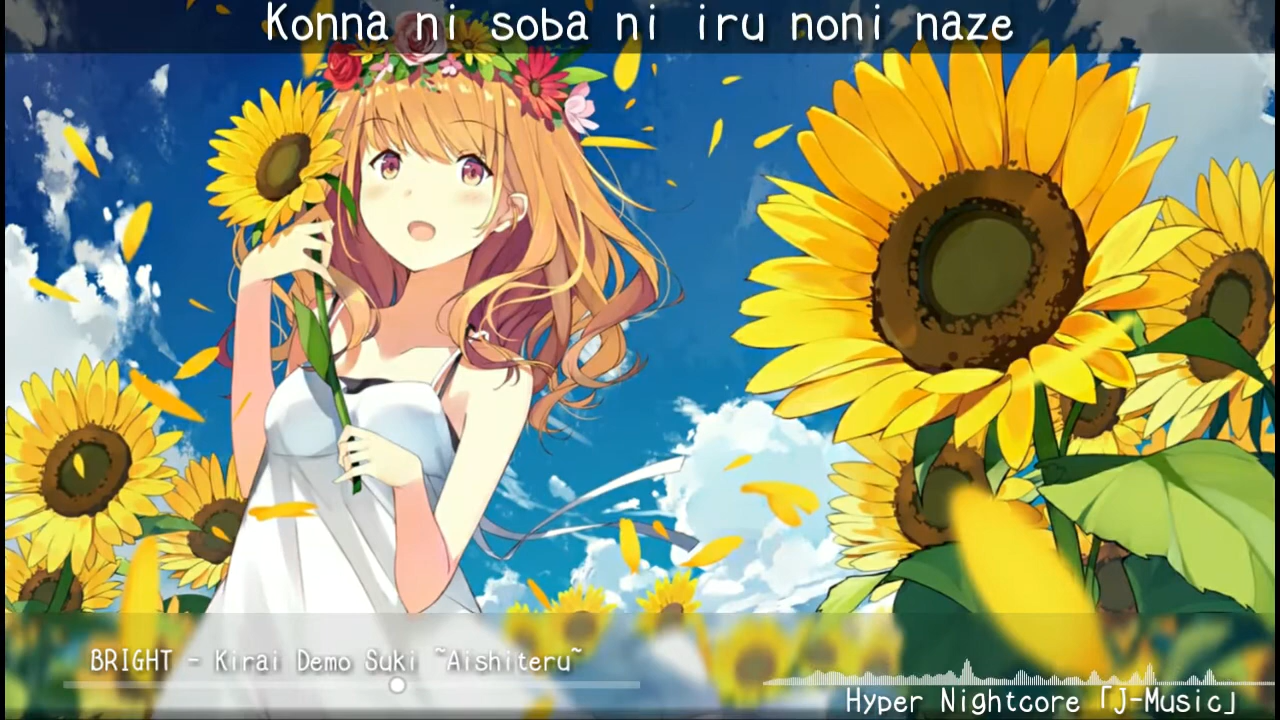 Konna ni soba ni iru noni naze
BRIGHT - Kirai Demo Suki ~Aishiteru~
Hyper Nightcore「J-Music」